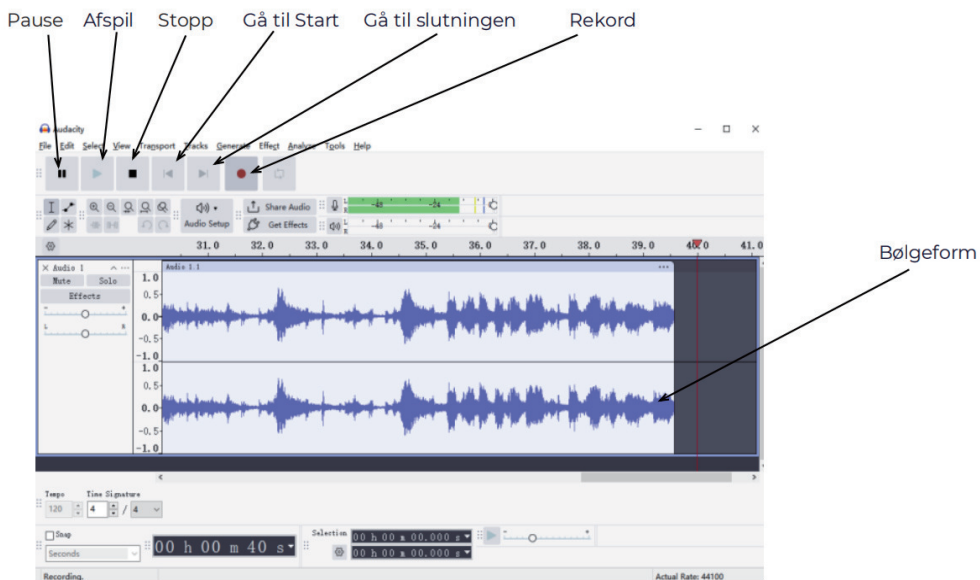 Pause Afspil Stopp Gå til Start Gå til slutningen Rekord
Audacity
File Edit Select View Transport Tracks Generate Effect Analyze Tools Help
Audio Setup Share Audio L R -48 -24
Get Effects L R -48 -24
31.0 32.0 33.0 34.0 35.0 36.0 37.0 38.0 39.0 41.0
Bølgeform
Audio 1 Audio 1.1
Mute Solo
Effects
- +
L R
1.0
0.5
0.0
-0.5
-1.0
1.0
0.5
0.0
-0.5
-1.0
Tempo Time Signature
120 4 / 4
Snap
Seconds
00 h 00 m 40 s
Selection
00 h 00 m 00.000 s
00 h 00 m 00.000 s
- +
Recording. Actual Rate: 44100